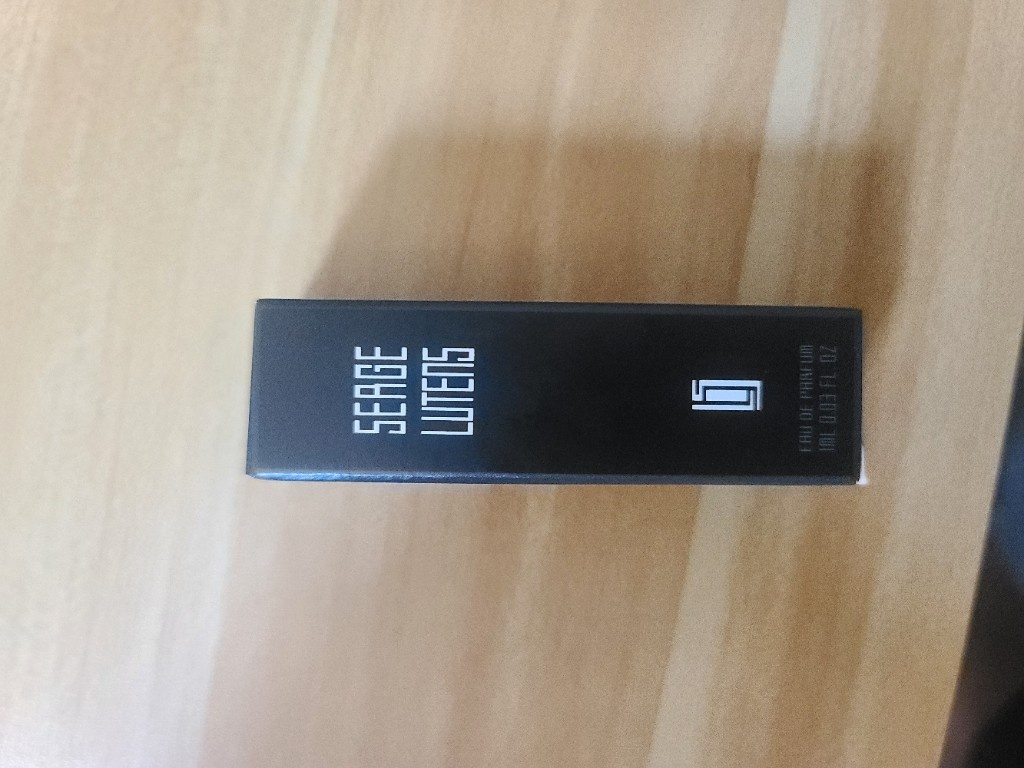 SERGE
LUTENS
EAU DE PARFUM
1ML 0.03 FL.OZ